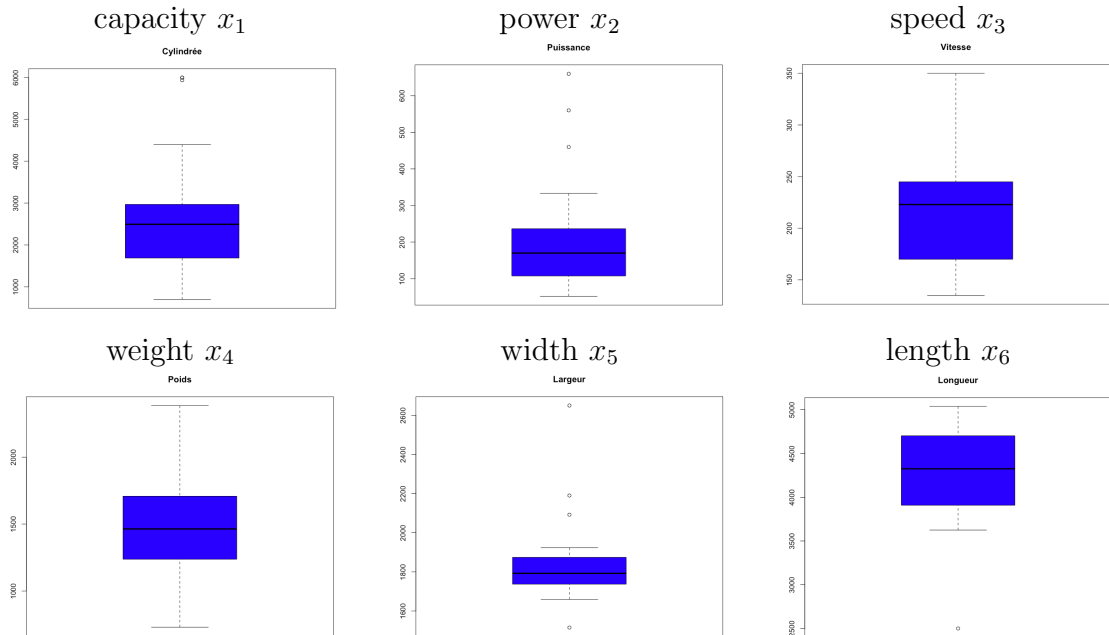 capacity x₁
power x₂
speed x₃
Cylindrée
Puissance
Vitesse
6000
5000
4000
3000
2000
1000
600
500
400
300
200
100
350
300
250
200
150
weight x₄
width x₅
length x₆
Poids
Largeur
Longueur
2000
1500
1000
2600
2400
2200
2000
1800
1600
5000
4500
4000
3500
3000
2500